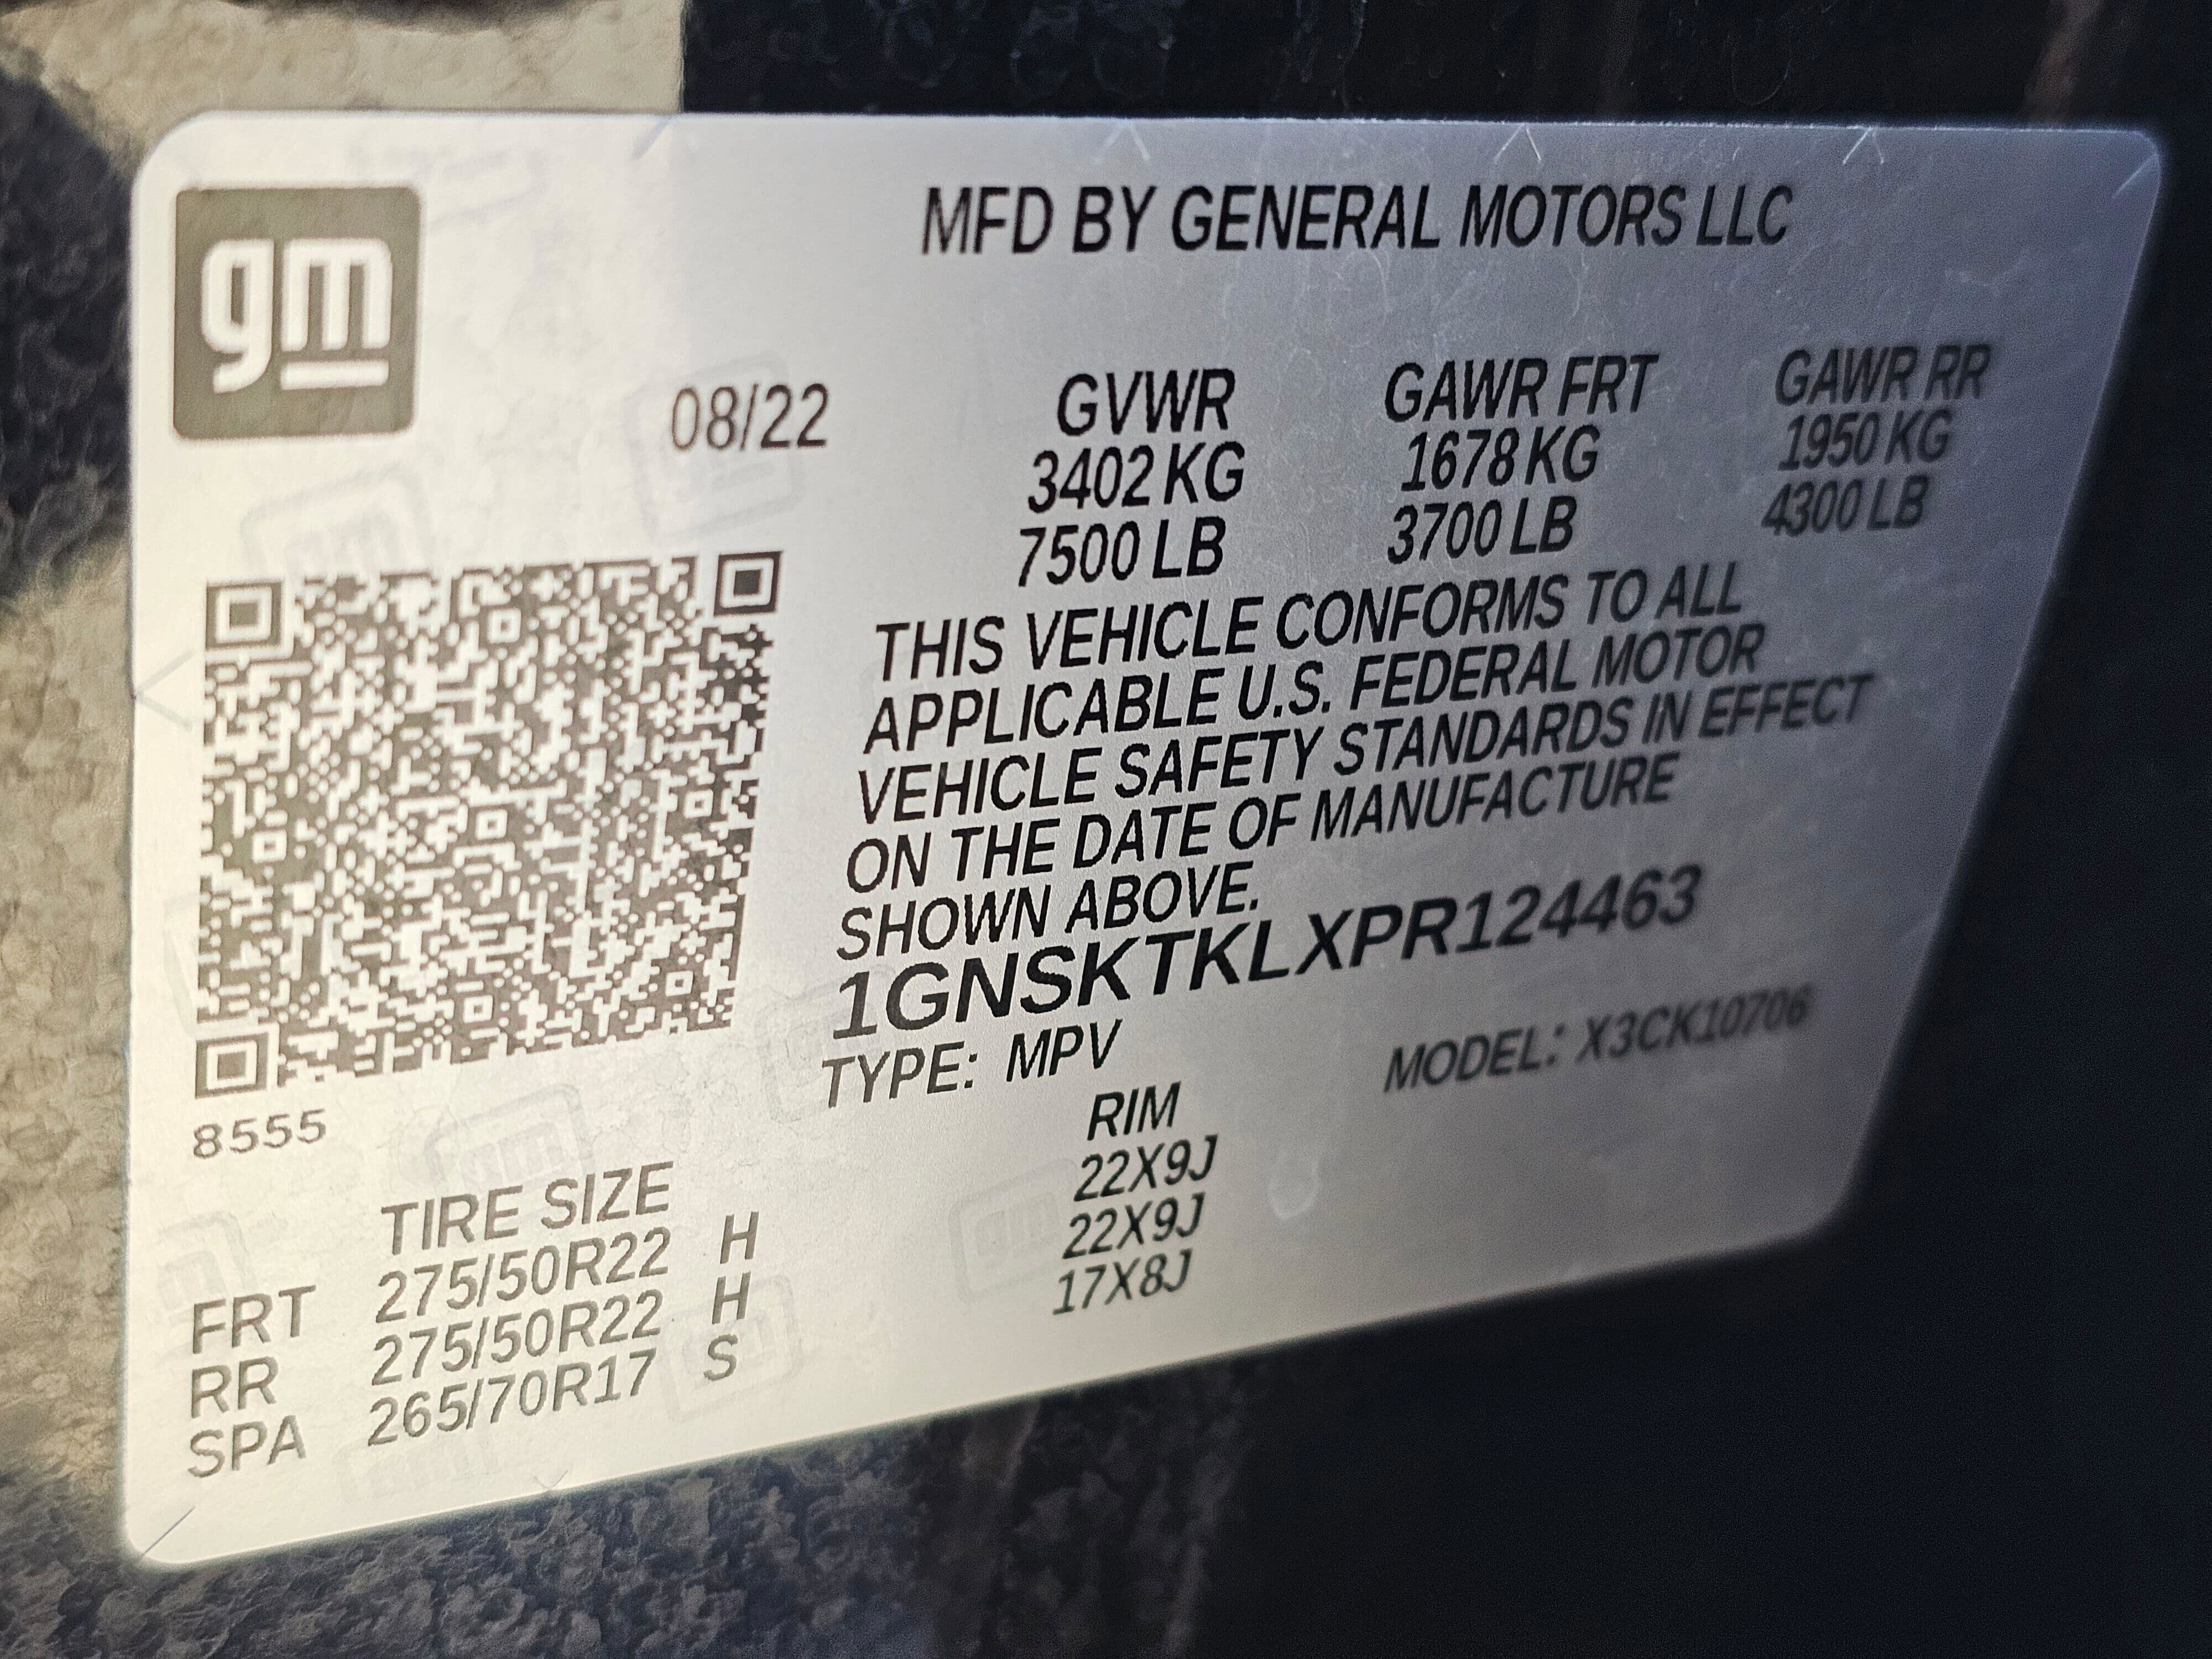 gm
MFD BY GENERAL MOTORS LLC
08/22 GVWR GAWR FRT GAWR RR
3402 KG 1678 KG 1950 KG
7500 LB 3700 LB 4300 LB
THIS VEHICLE CONFORMS TO ALL
APPLICABLE U.S. FEDERAL MOTOR
VEHICLE SAFETY STANDARDS IN EFFECT
ON THE DATE OF MANUFACTURE
SHOWN ABOVE.
1GNSKTKLXPR124463
TYPE: MPV MODEL: X3CK10706
8555
TIRE SIZE RIM
FRT 275/50R22 H 22X9J
RR 275/50R22 H 22X9J
SPA 265/70R17 S 17X8J